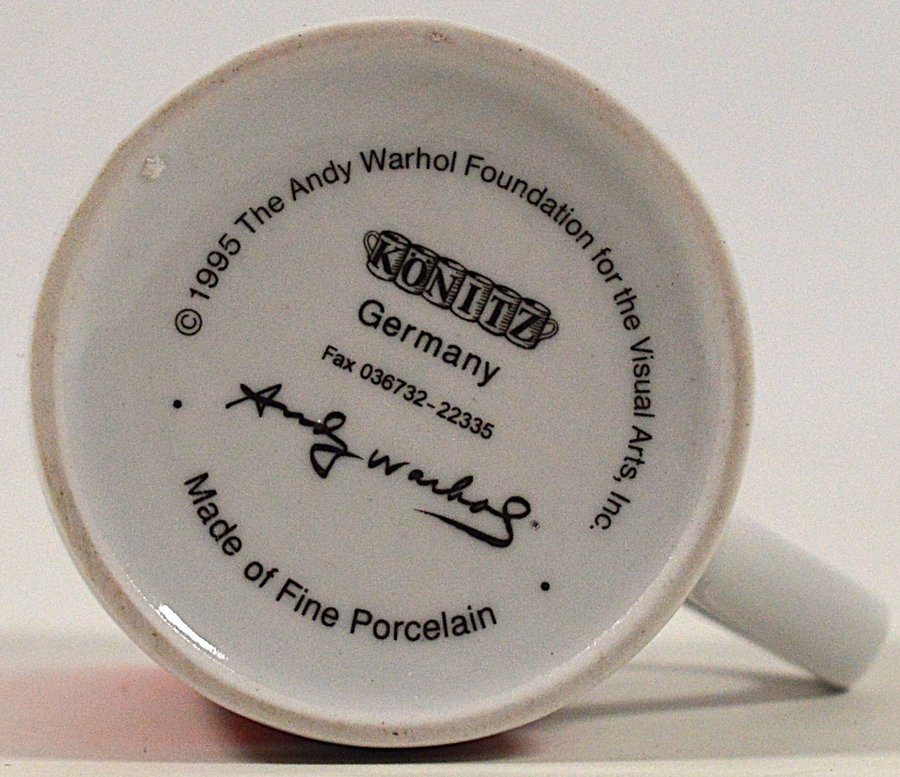 © 1995 The Andy Warhol Foundation for the Visual Arts, Inc.
KÖNITZ
Germany
Fax 036732-22335
Andy Warhol
• Made of Fine Porcelain •